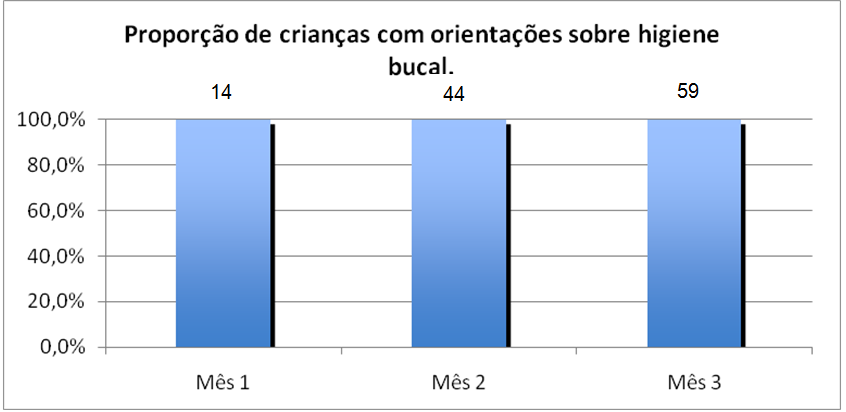 Proporção de crianças com orientações sobre higiene
bucal.
14 44 59
100,0%
80,0%
60,0%
40,0%
20,0%
0,0%
Mês 1 Mês 2 Mês 3